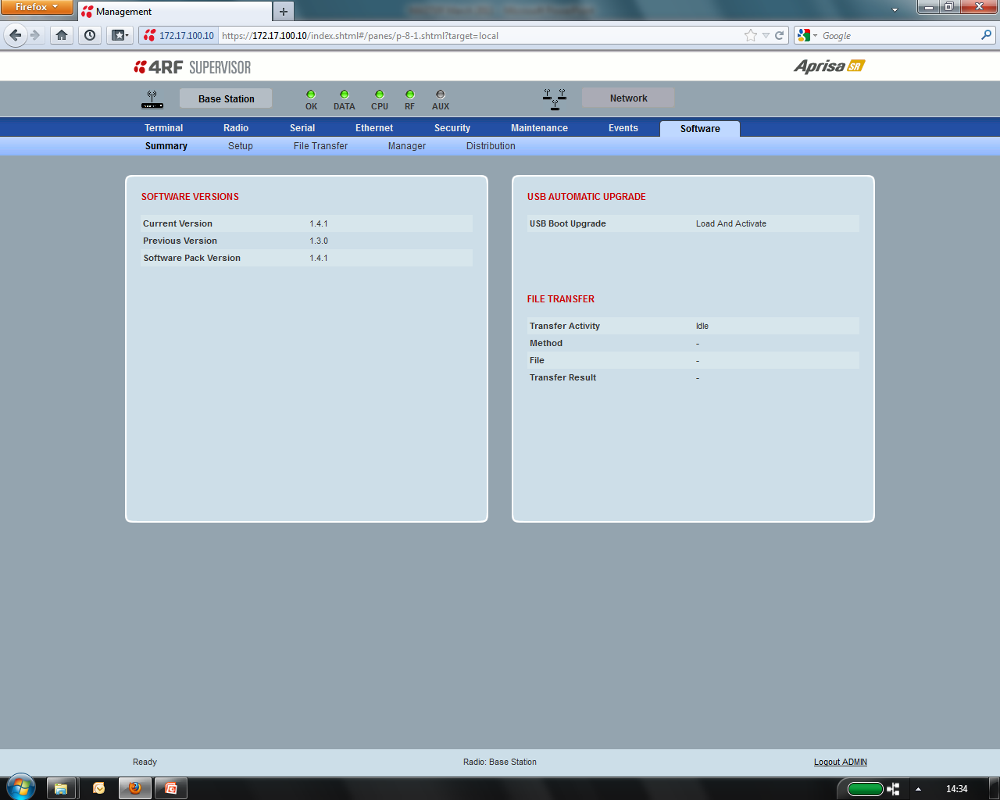 Firefox
Management
172.17.100.10 https://172.17.100.10/index.shtml#/panes/p-8-1.shtml?target=local Google
4RF SUPERVISOR Aprisa SR
Base Station OK DATA CPU RF AUX Network
Terminal Radio Serial Ethernet Security Maintenance Events Software
Summary Setup File Transfer Manager Distribution
SOFTWARE VERSIONS
Current Version 1.4.1
Previous Version 1.3.0
Software Pack Version 1.4.1
USB AUTOMATIC UPGRADE
USB Boot Upgrade Load And Activate
FILE TRANSFER
Transfer Activity Idle
Method -
File -
Transfer Result -
Ready Radio: Base Station Logout ADMIN
14:34